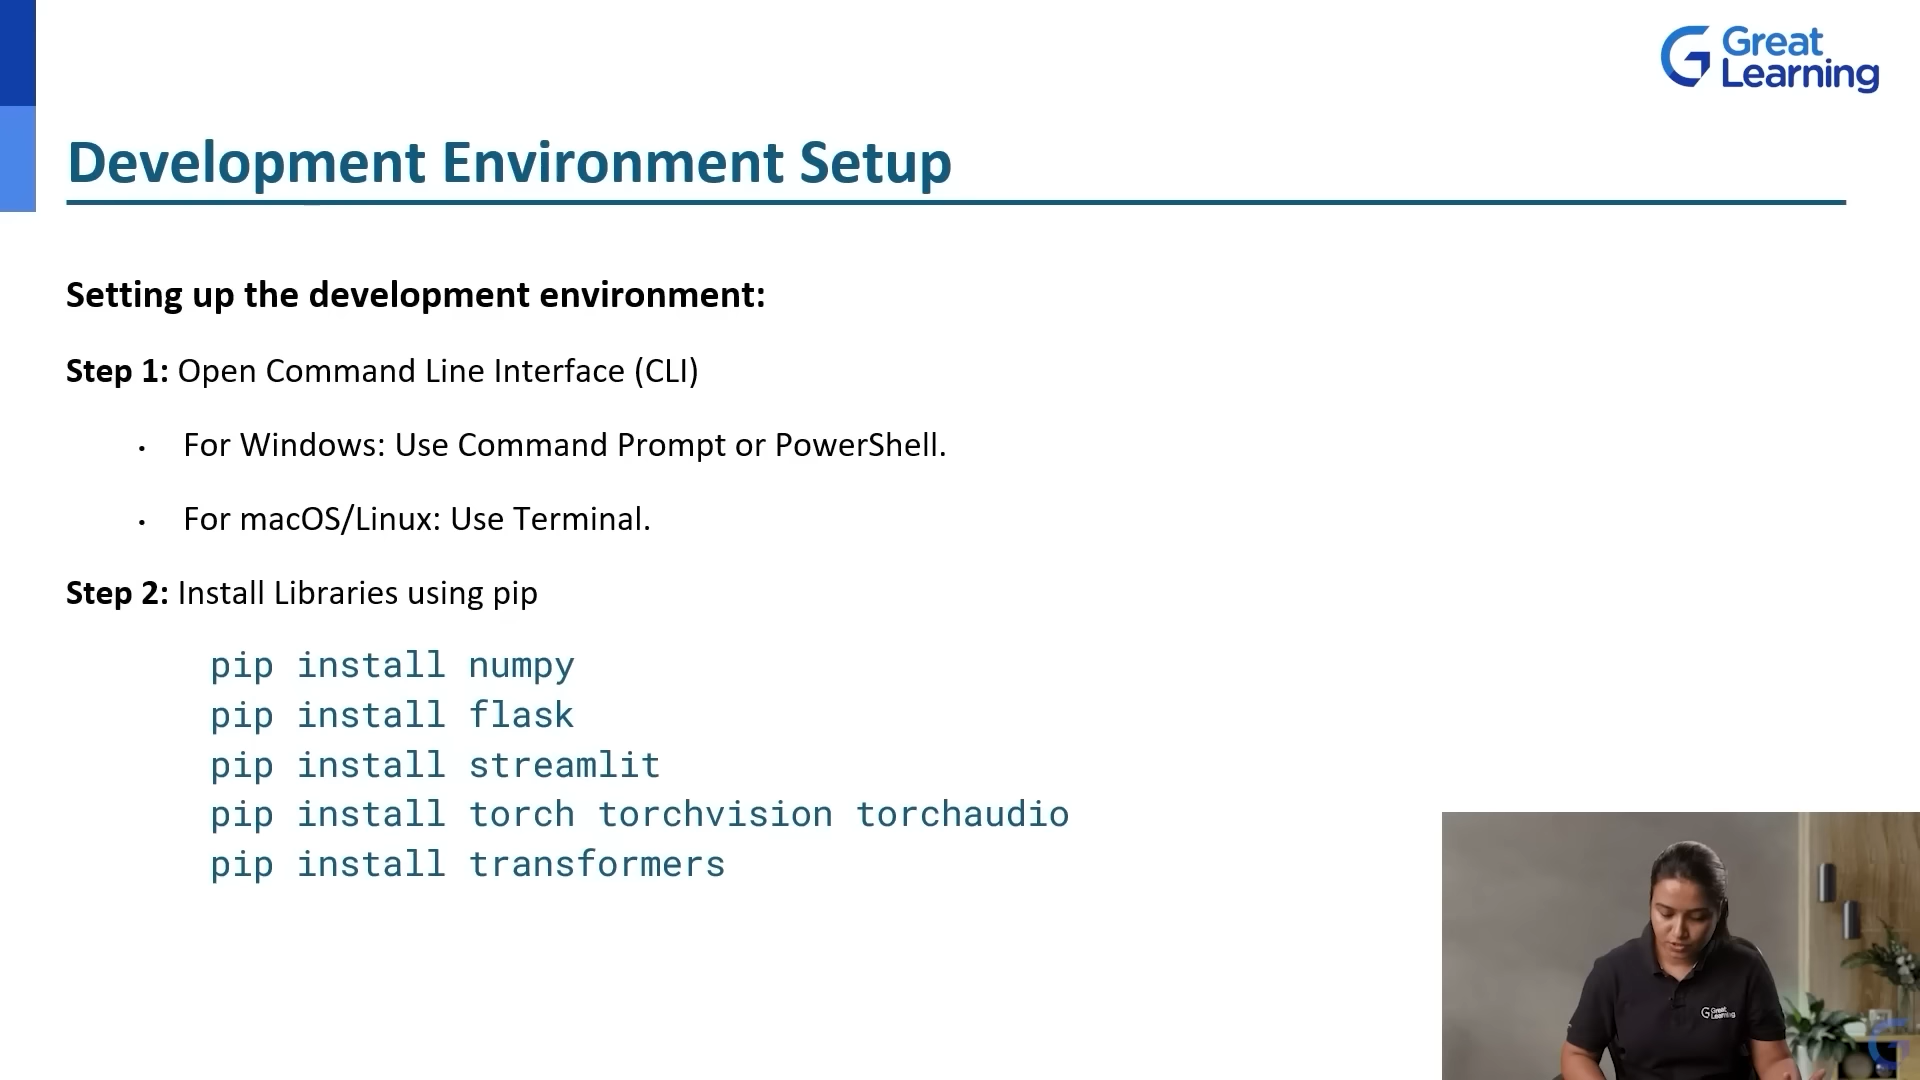 Great
Learning
Development Environment Setup
Setting up the development environment:
Step 1: Open Command Line Interface (CLI)
· For Windows: Use Command Prompt or PowerShell.
· For macOS/Linux: Use Terminal.
Step 2: Install Libraries using pip
pip install numpy
pip install flask
pip install streamlit
pip install torch torchvision torchaudio
pip install transformers
Great
Learning